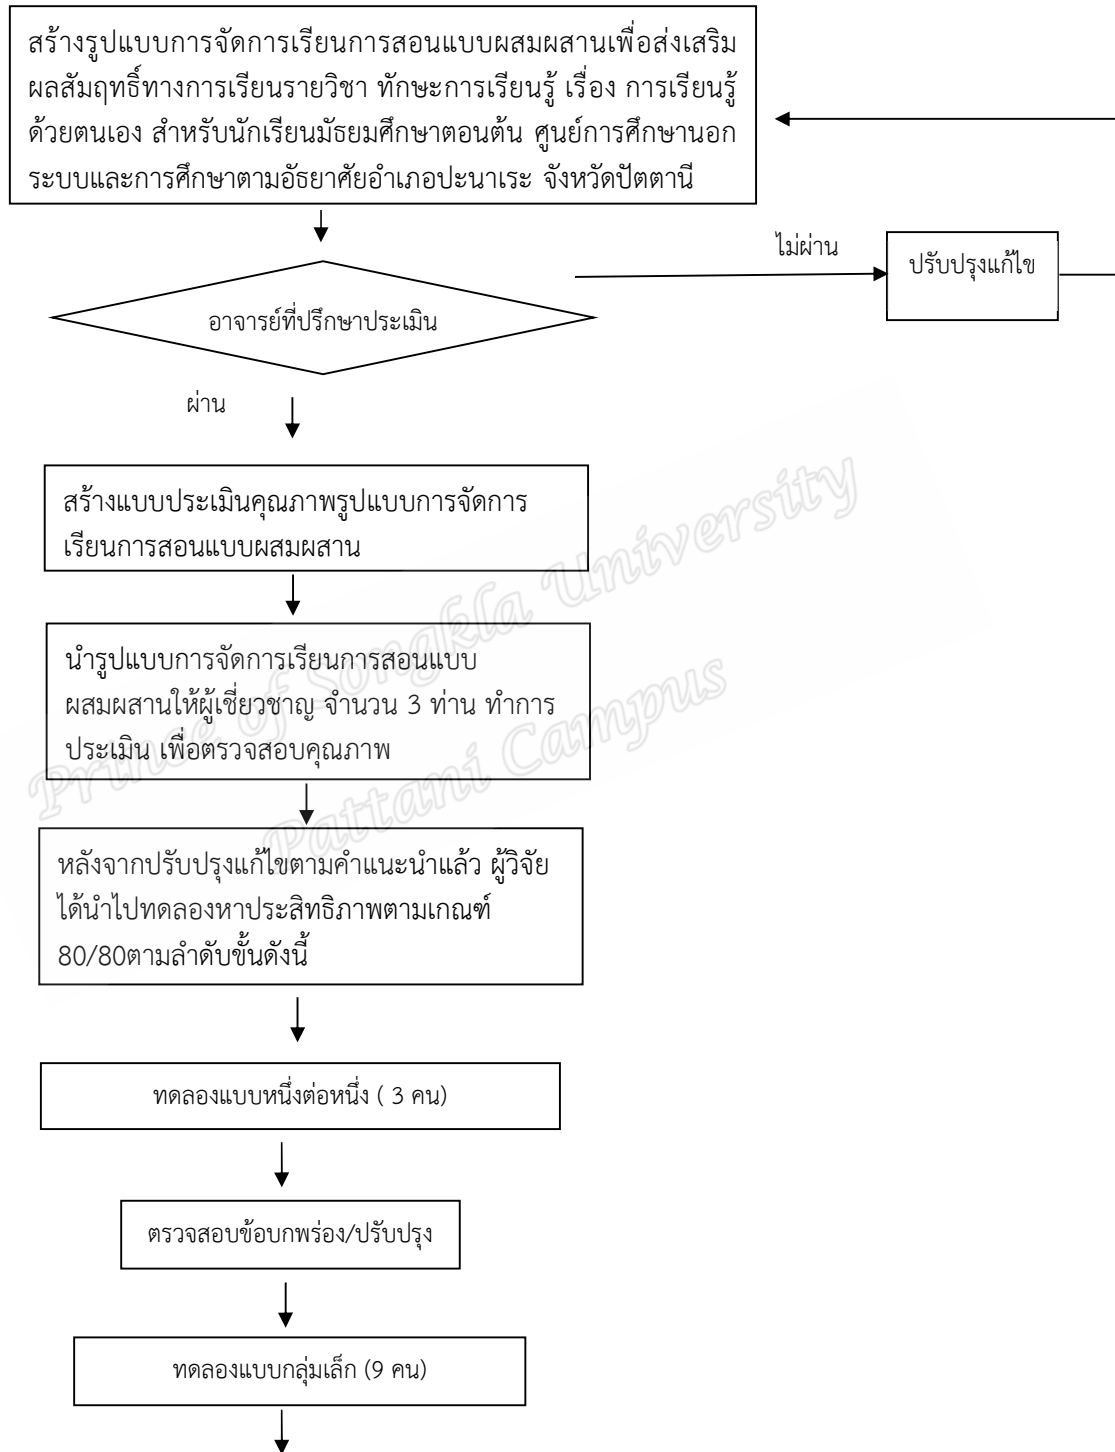 สร้างรูปแบบการจัดการเรียนการสอนแบบผสมผสานเพื่อส่งเสริม
ผลสัมฤทธิ์ทางการเรียนรายวิชา ทักษะการเรียนรู้ เรื่อง การเรียนรู้
ด้วยตนเอง สำหรับนักเรียนมัธยมศึกษาตอนต้น ศูนย์การศึกษานอก
ระบบและการศึกษาตามอัธยาศัยอำเภอปะนาเระ จังหวัดปัตตานี
ไม่ผ่าน
ปรับปรุงแก้ไข
อาจารย์ที่ปรึกษาประเมิน
ผ่าน
สร้างแบบประเมินคุณภาพรูปแบบการจัดการ
เรียนการสอนแบบผสมผสาน
นำรูปแบบการจัดการเรียนการสอนแบบ
ผสมผสานให้ผู้เชี่ยวชาญ จำนวน 3 ท่าน ทำการ
ประเมิน เพื่อตรวจสอบคุณภาพ
หลังจากปรับปรุงแก้ไขตามคำแนะนำแล้ว ผู้วิจัย
ได้นำไปทดลองหาประสิทธิภาพตามเกณฑ์
80/80ตามลำดับขั้นดังนี้
ทดลองแบบหนึ่งต่อหนึ่ง ( 3 คน)
ตรวจสอบข้อบกพร่อง/ปรับปรุง
ทดลองแบบกลุ่มเล็ก (9 คน)
Prince of Songkla University
Pattani Campus